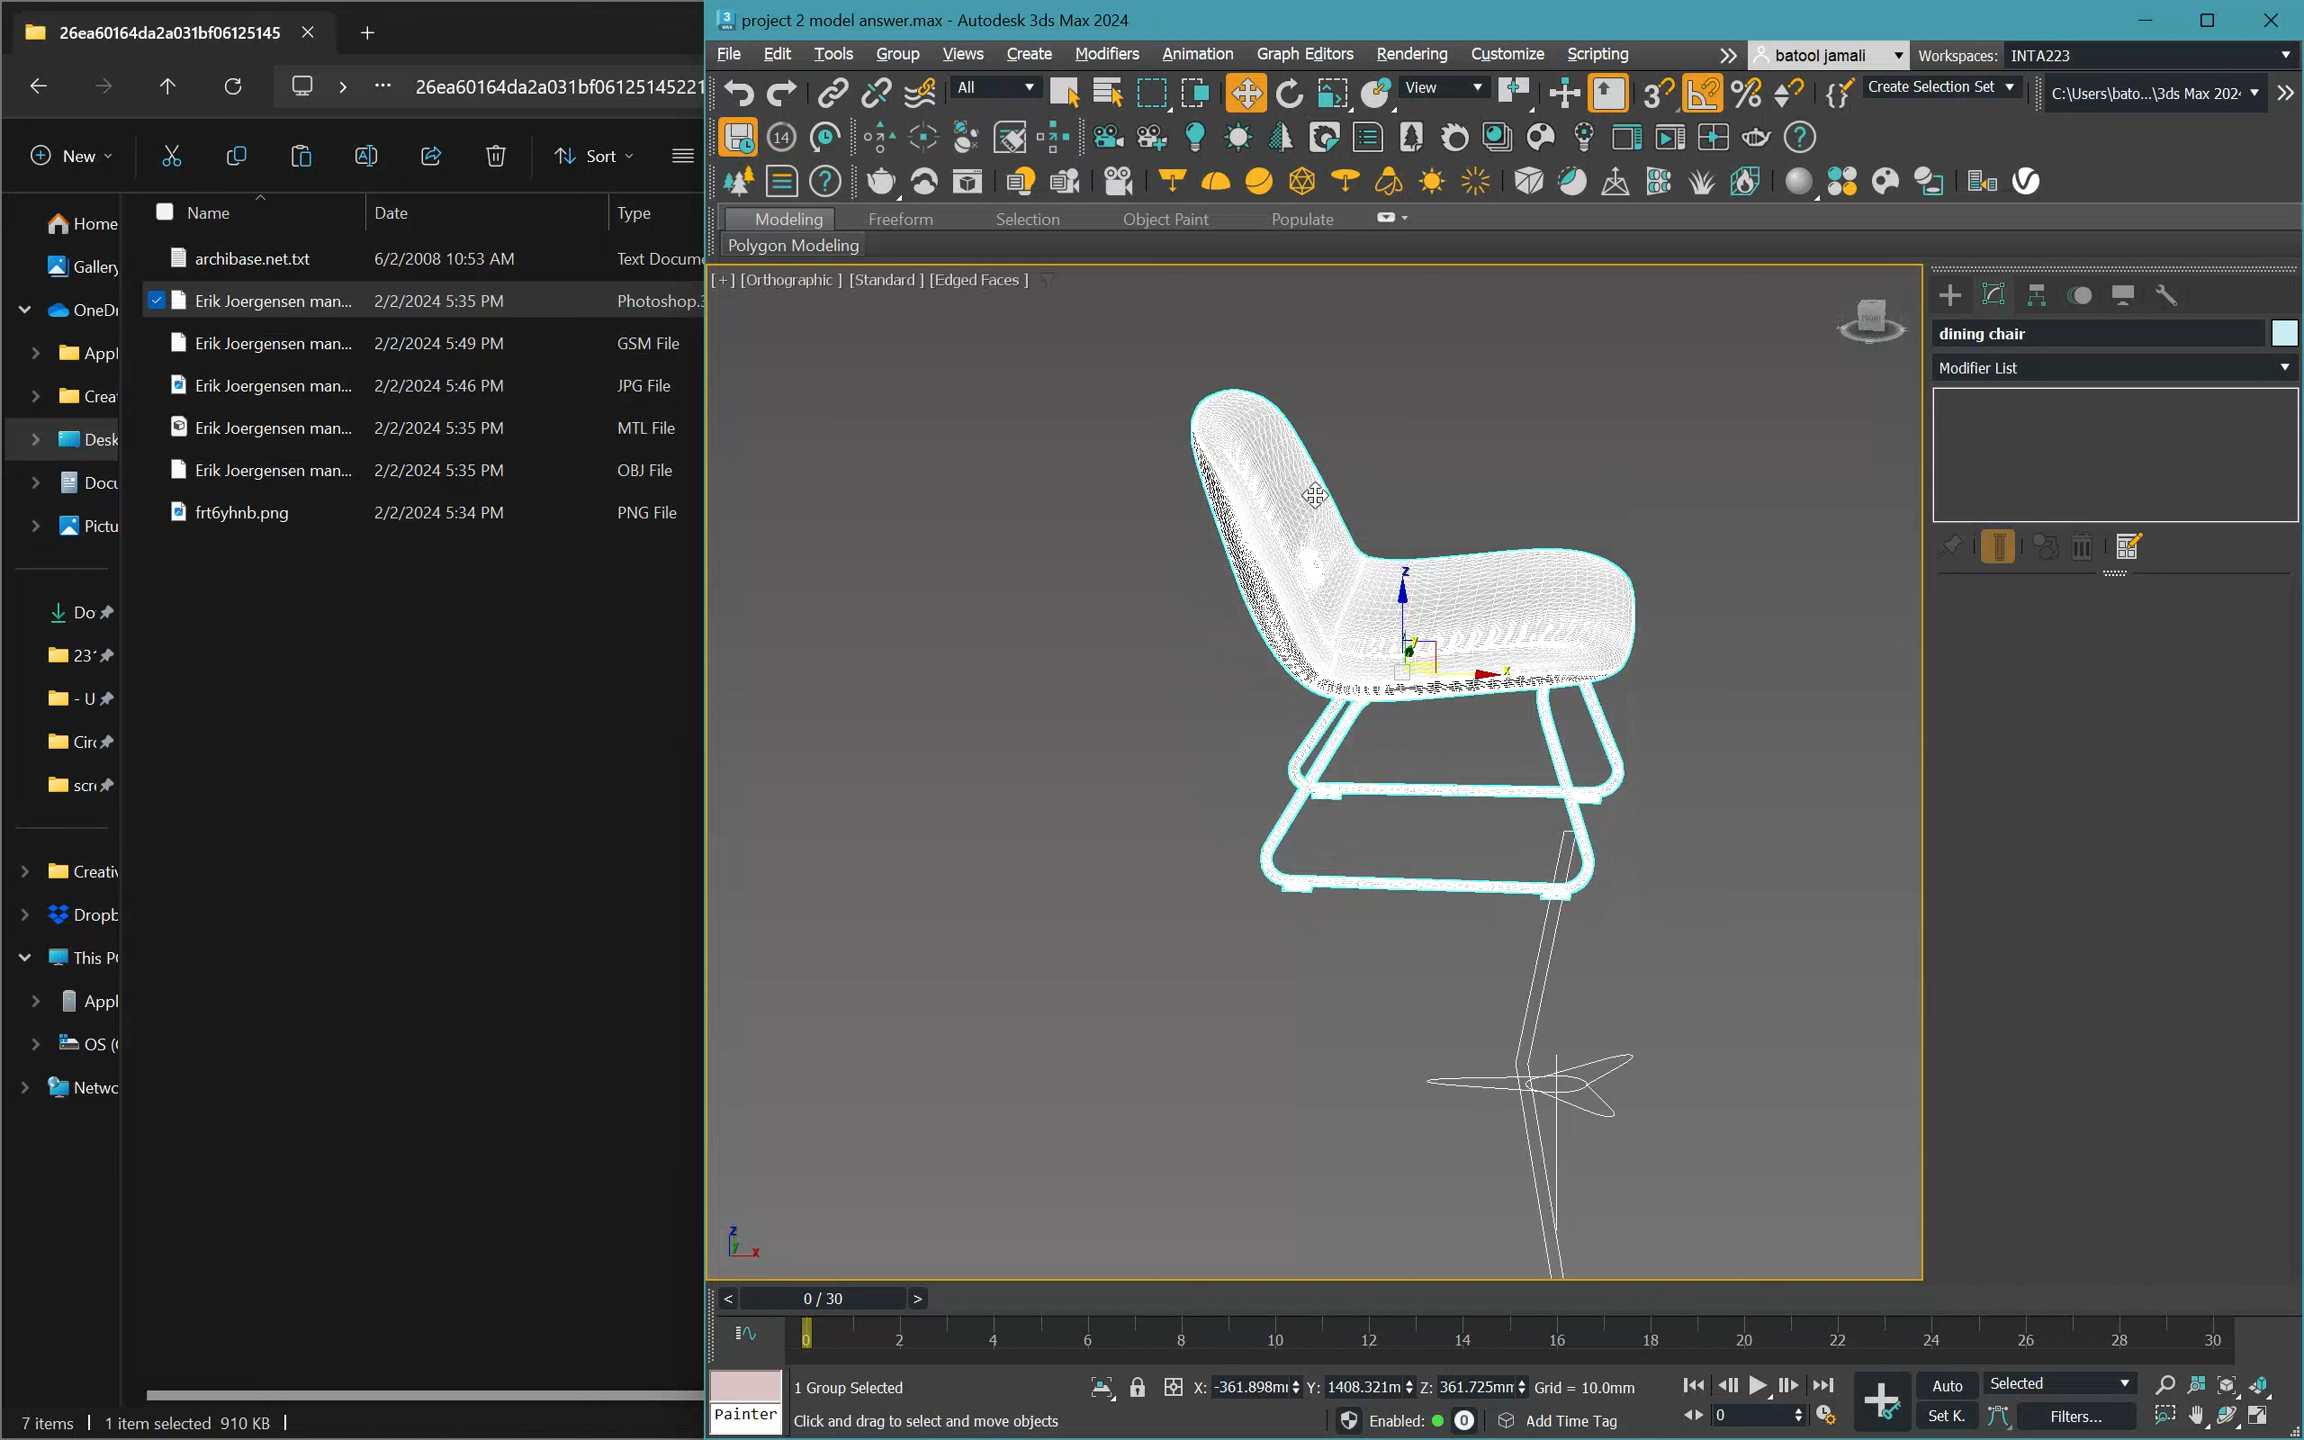 26ea60164da2a031bf06125145
26ea60164da2a031bf06125145221
New
Sort
Name
Date
Type
Home
Gallery
archibase.net.txt
6/2/2008 10:53 AM
Text Docume
OneDr
Erik Joergensen man...
2/2/2024 5:35 PM
Photoshop.3
Appl
Erik Joergensen man...
2/2/2024 5:49 PM
GSM File
Crea
Erik Joergensen man...
2/2/2024 5:46 PM
JPG File
Desk
Erik Joergensen man...
2/2/2024 5:35 PM
MTL File
Docu
Erik Joergensen man...
2/2/2024 5:35 PM
OBJ File
Pictu
frt6yhnb.png
2/2/2024 5:34 PM
PNG File
Do
23
- U
Circ
scre
Creativ
Dropb
This PC
Appl
OS (
Netwo
7 items
1 item selected 910 KB
project 2 model answer.max - Autodesk 3ds Max 2024
File Edit Tools Group Views Create Modifiers Animation Graph Editors Rendering Customize Scripting
batool jamali
Workspaces: INTA223
All
View
Create Selection Set
C:\Users\bato...\3ds Max 202
14
Modeling Freeform Selection Object Paint Populate
Polygon Modeling
[+] [Orthographic ] [Standard ] [Edged Faces ]
FRONT
dining chair
Modifier List
z
y
x
z
y
x
< 0 / 30 >
0 2 4 6 8 10 12 14 16 18 20 22 24 26 28 30
1 Group Selected
X: -361.898mm Y: 1408.321m Z: 361.725mm Grid = 10.0mm
Auto
Selected
Painter
Click and drag to select and move objects
Enabled:
0
Add Time Tag
0
Set K.
Filters...